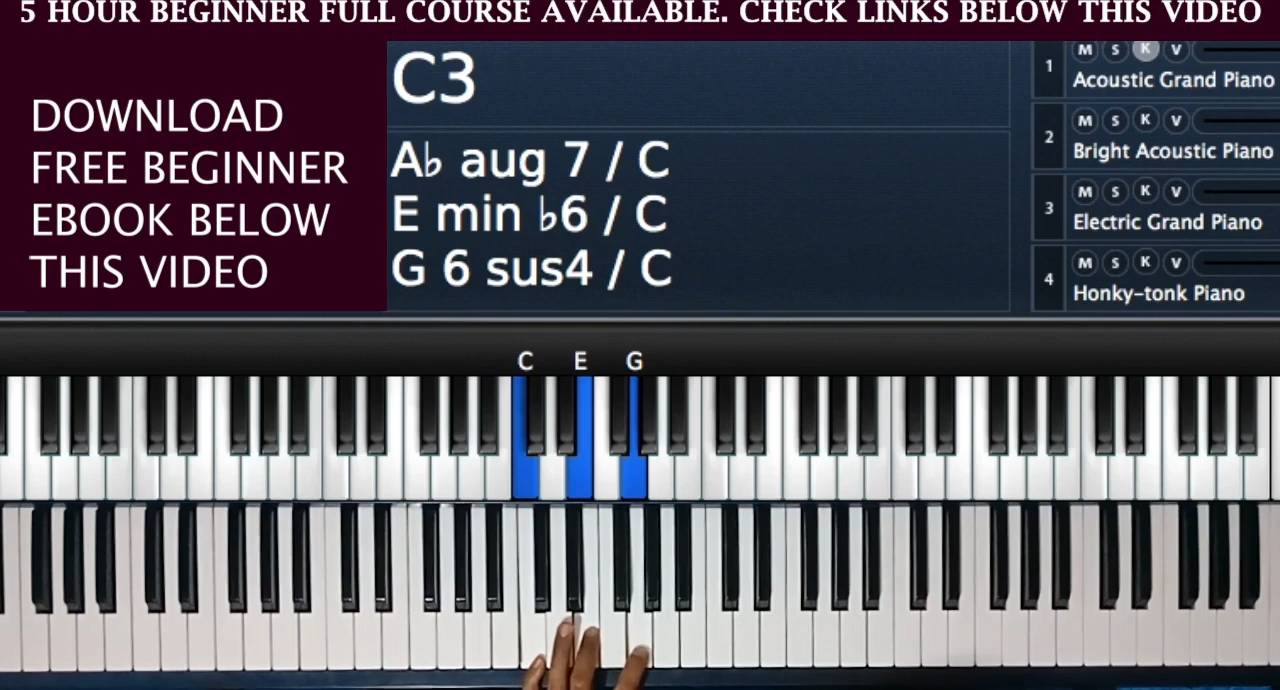 5 HOUR BEGINNER FULL COURSE AVAILABLE. CHECK LINKS BELOW THIS VIDEO
DOWNLOAD
FREE BEGINNER
EBOOK BELOW
THIS VIDEO
C3
A♭ aug 7 / C
E min ♭6 / C
G 6 sus4 / C
1
M S K V
Acoustic Grand Piano
2
M S K V
Bright Acoustic Piano
3
M S K V
Electric Grand Piano
4
M S K V
Honky-tonk Piano
C E G